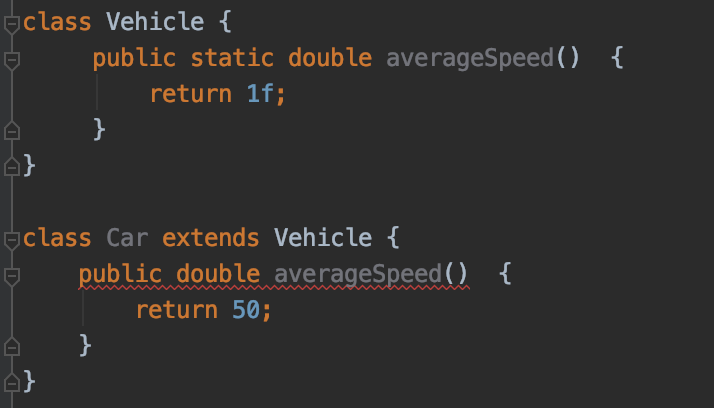 class Vehicle {
public static double averageSpeed() {
return 1f;
}
}
class Car extends Vehicle {
public double averageSpeed() {
return 50;
}
}